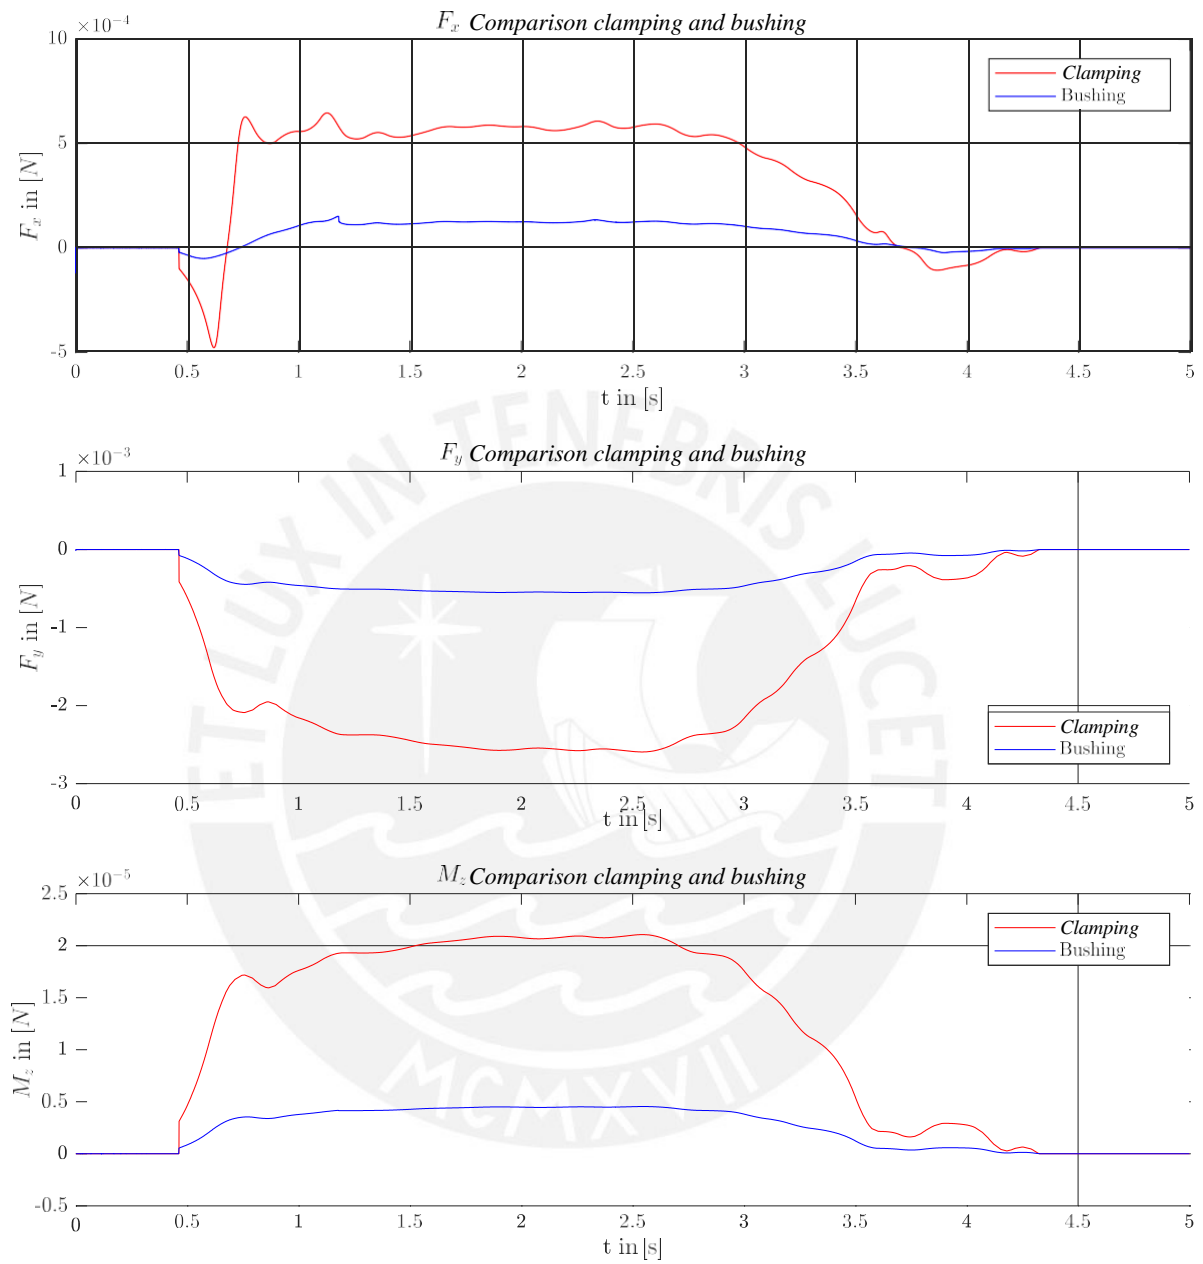 F_x Comparison clamping and bushing
×10⁻⁴
10
5
0
-5
F_x in [N]
Clamping
Bushing
0 0.5 1 1.5 2 2.5 3 3.5 4 4.5 5
t in [s]
F_y Comparison clamping and bushing
×10⁻³
1
0
-1
-2
-3
F_y in [N]
Clamping
Bushing
0 0.5 1 1.5 2 2.5 3 3.5 4 4.5 5
t in [s]
M_z Comparison clamping and bushing
×10⁻⁵
2.5
2
1.5
1
0.5
0
-0.5
M_z in [N]
Clamping
Bushing
0 0.5 1 1.5 2 2.5 3 3.5 4 4.5 5
t in [s]
ET LUX IN TENEBRIS LUCET
MCMXVII